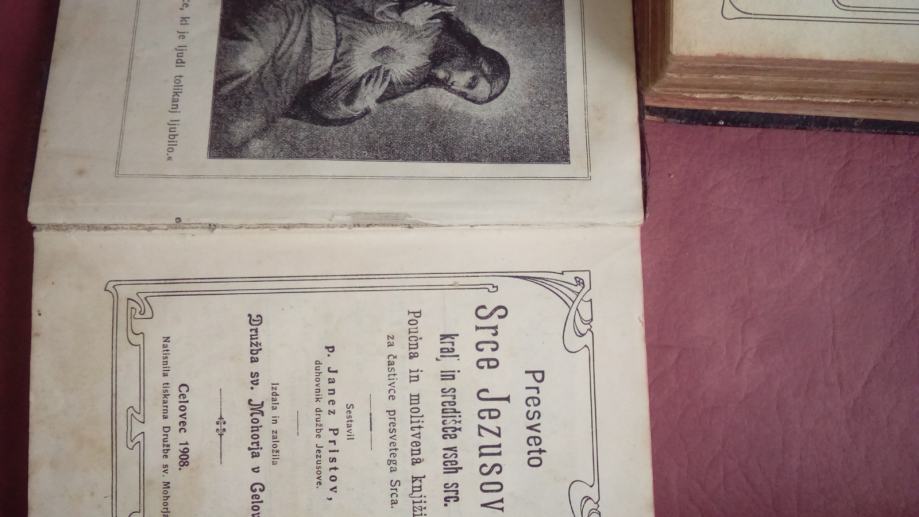 ce, ki je ljudi tolikanj ljubilo.«
Presveto
Srce Jezusov
kralj in središče vseh src.
Poučna in molitvena knjiži
za častivce presvetega Srca.
Sestavil
P. Janez Pristov,
duhovnik družbe Jezusove.
Izdala in založila
Družba sv. Mohorja v Celov
Celovec 1908.
Natisnila tiskarna Družbe sv. Mohorja